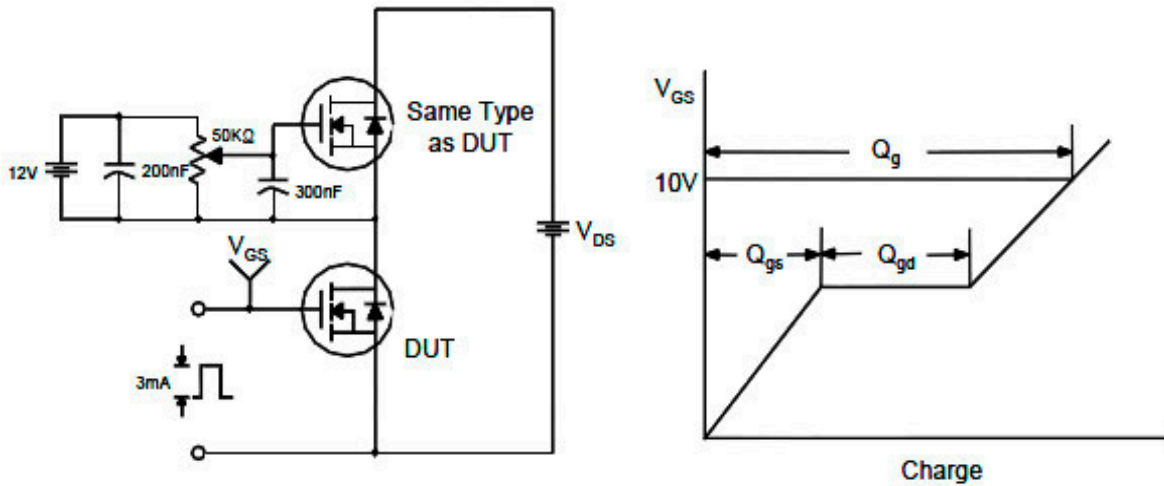 Same Type
as DUT
50KΩ
12V
200nF
300nF
VGS
VDS
DUT
3mA
VGS
Qg
10V
Qgs
Qgd
Charge